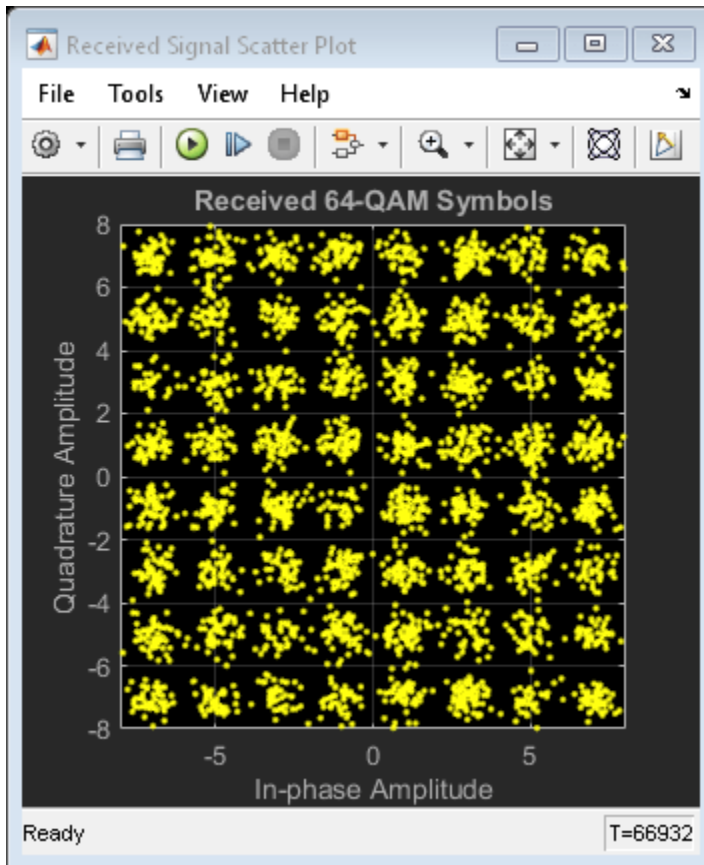 Received Signal Scatter Plot
File Tools View Help
Received 64-QAM Symbols
8
6
4
2
0
-2
-4
-6
-8
Quadrature Amplitude
-5 0 5
In-phase Amplitude
Ready T=66932